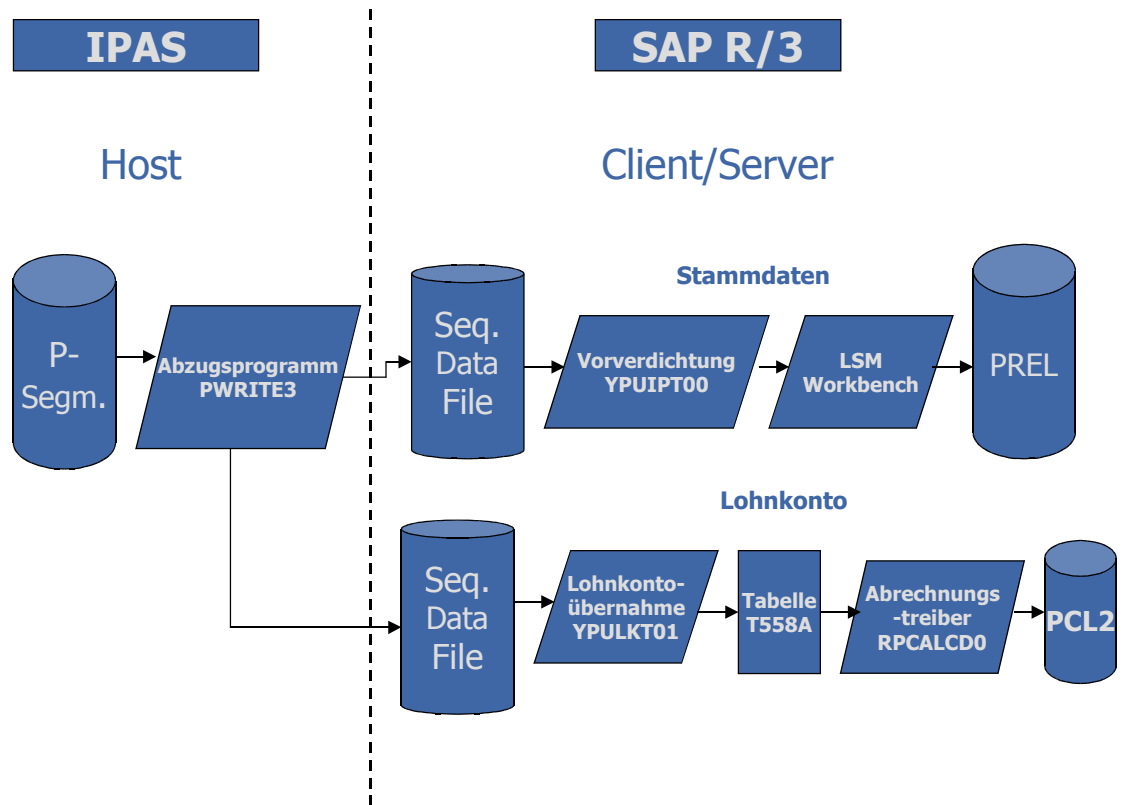 IPAS
SAP R/3
Host
Client/Server
Stammdaten
P-
Segm.
Abzugsprogramm
PWRITE3
Seq.
Data
File
Vorverdichtung
YPUIPT00
LSM
Workbench
PREL
Lohnkonto
Seq.
Data
File
Lohnkonto-
übernahme
YPULKT01
Tabelle
T558A
Abrechnungs
-treiber
RPCALCD0
PCL2